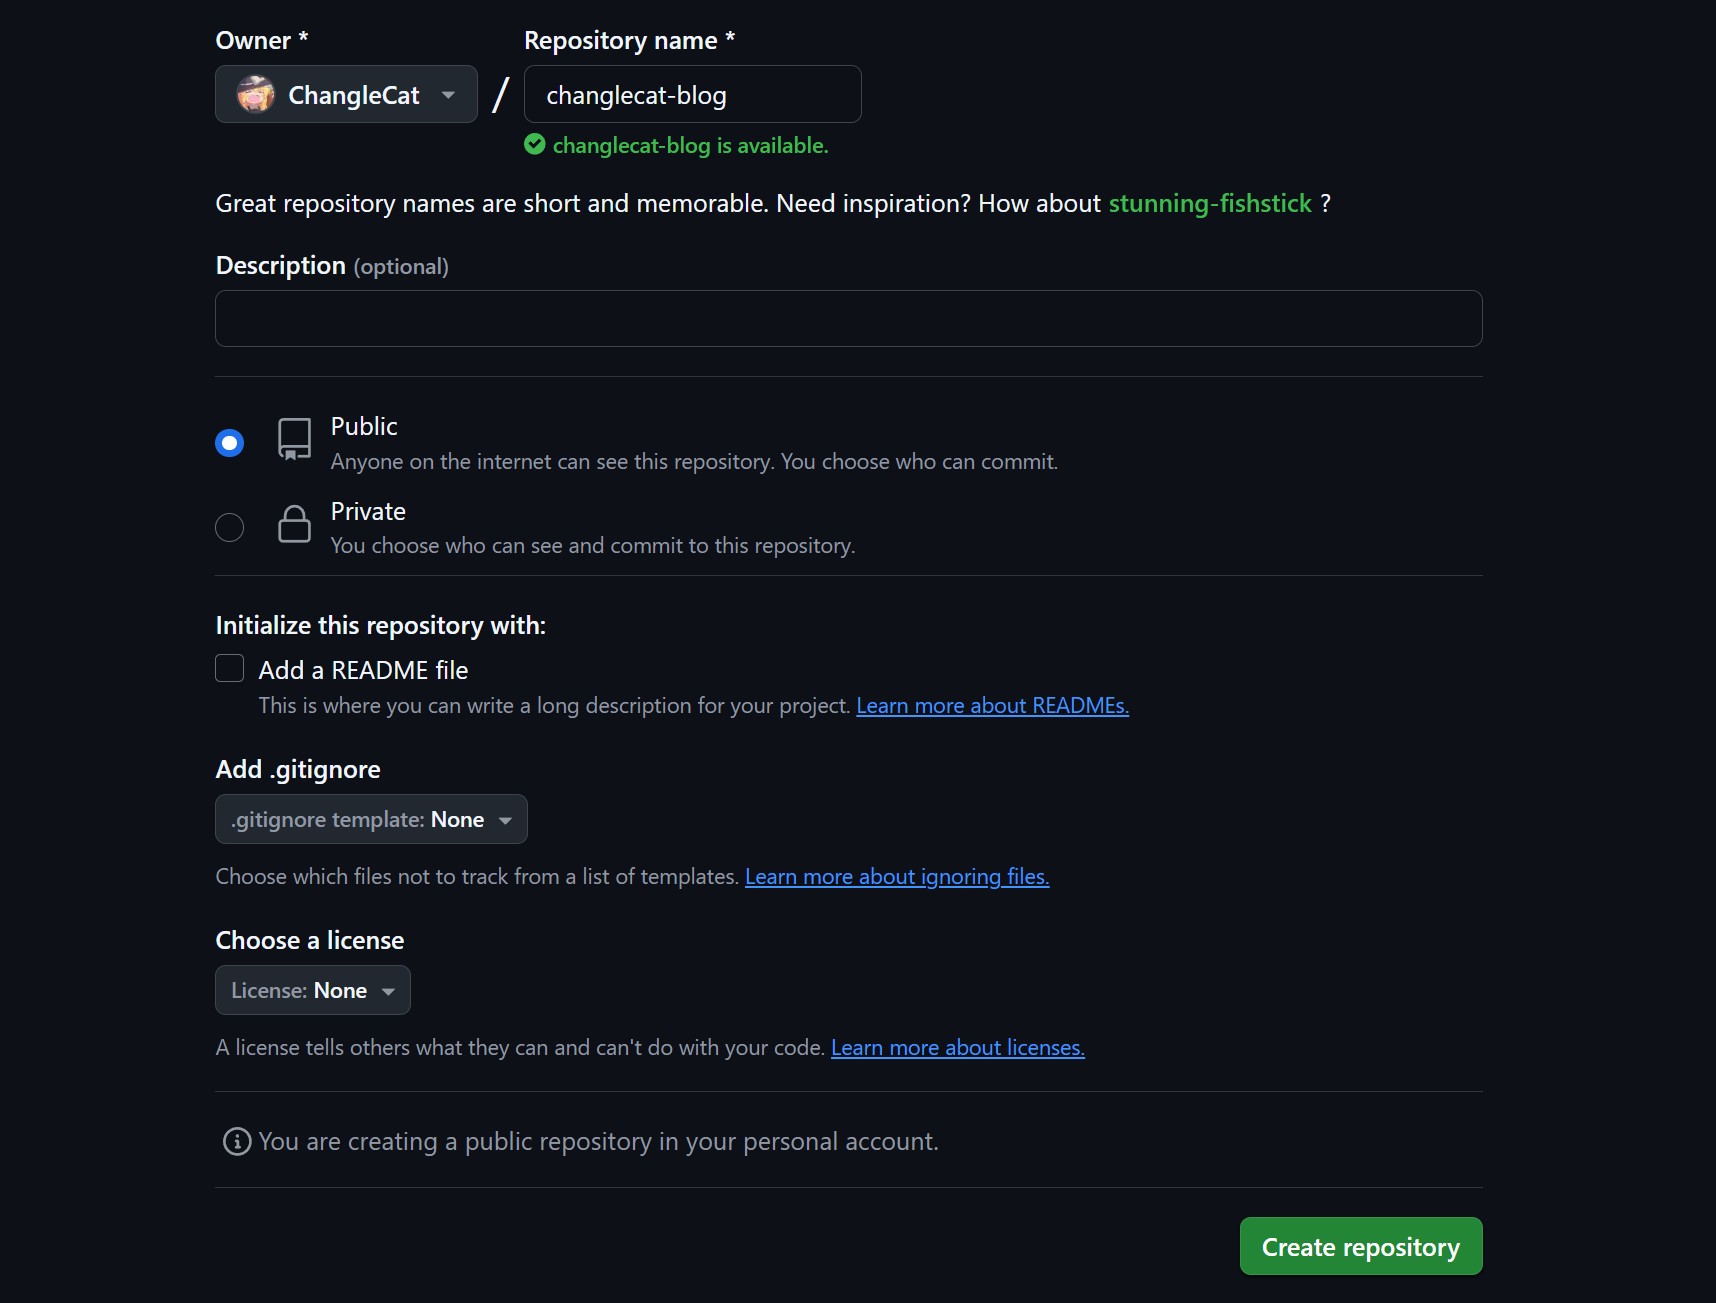 Owner *
Repository name *
ChangleCat
/
changlecat-blog
changlecat-blog is available.
Great repository names are short and memorable. Need inspiration? How about stunning-fishstick ?
Description (optional)
Public
Anyone on the internet can see this repository. You choose who can commit.
Private
You choose who can see and commit to this repository.
Initialize this repository with:
Add a README file
This is where you can write a long description for your project. Learn more about READMEs.
Add .gitignore
.gitignore template: None
Choose which files not to track from a list of templates. Learn more about ignoring files.
Choose a license
License: None
A license tells others what they can and can't do with your code. Learn more about licenses.
You are creating a public repository in your personal account.
Create repository